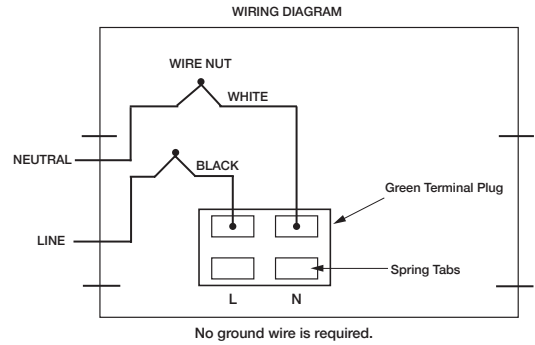 WIRING DIAGRAM
WIRE NUT
WHITE
NEUTRAL
BLACK
Green Terminal Plug
LINE
Spring Tabs
L N
No ground wire is required.